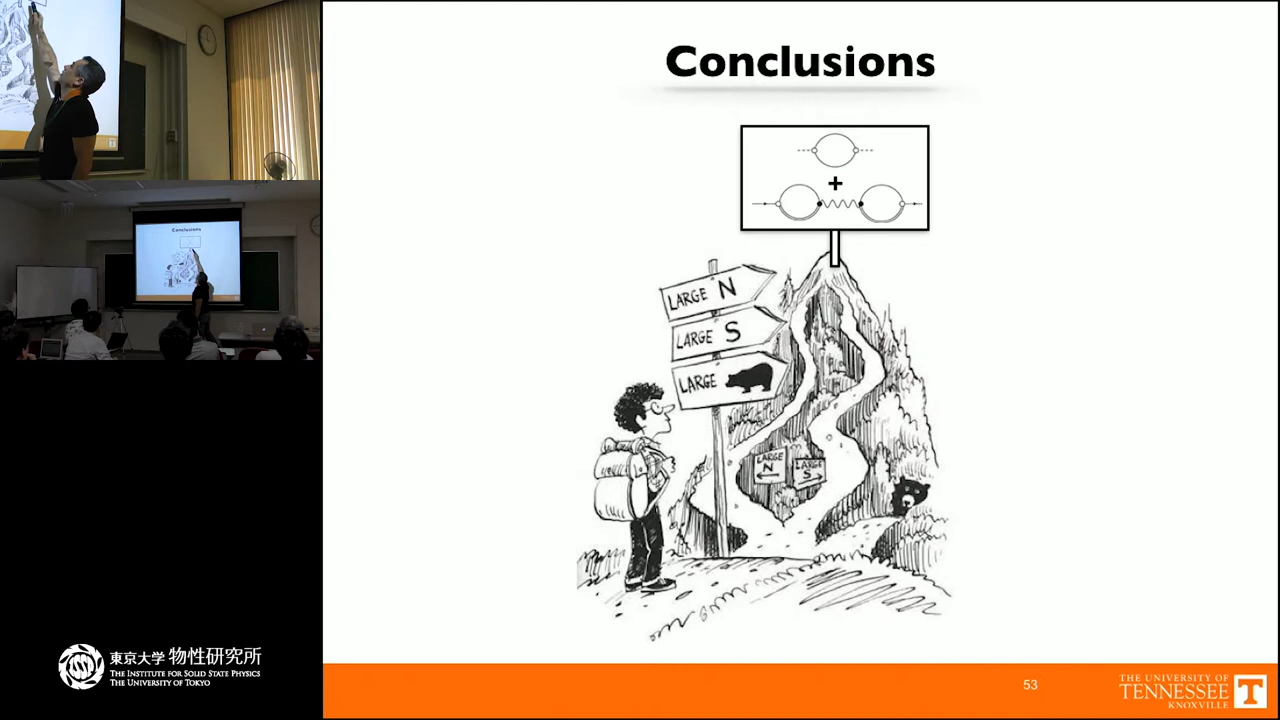 Conclusions
+
LARGE N
LARGE S
LARGE
LARGE
N
LARGE
S
53
THE UNIVERSITY OF
TENNESSEE
KNOXVILLE
T
Conclusions
東京大学 物性研究所
THE INSTITUTE FOR SOLID STATE PHYSICS
THE UNIVERSITY OF TOKYO